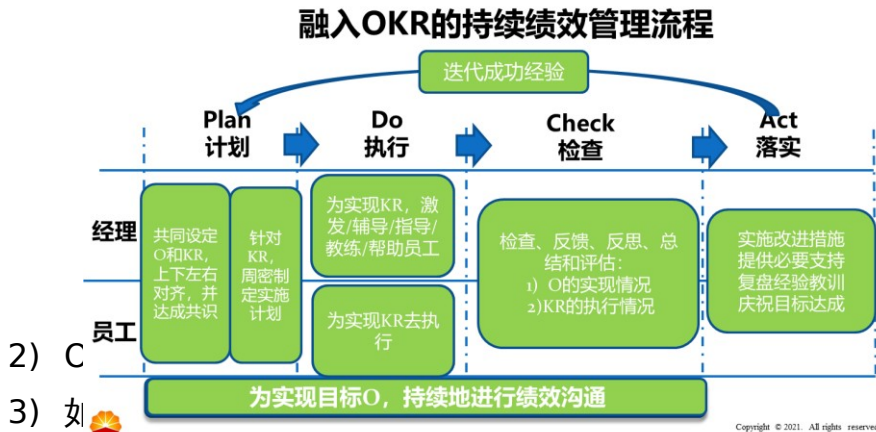 融入OKR的持续绩效管理流程
迭代成功经验
Plan
计划
Do
执行
Check
检查
Act
落实
经理
员工
共同设定
O和KR，
上下左右
对齐，并
达成共识
针对
KR，
周密制
定实施
计划
为实现KR，激
发/辅导/指导/
教练/帮助员工
为实现KR去执
行
检查、反馈、反思、总
结和评估：
1) O的实现情况
2)KR的执行情况
实施改进措施
提供必要支持
复盘经验教训
庆祝目标达成
为实现目标O，持续地进行绩效沟通
2)
3) 如
Copyright © 2021. All rights reserved